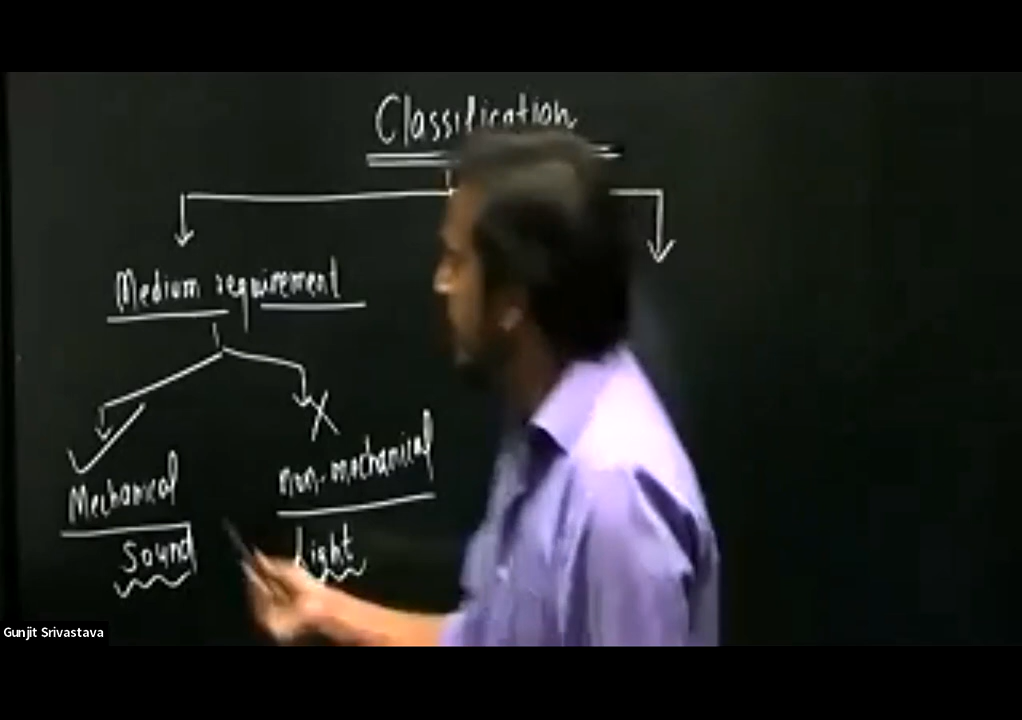 Classification
Medium requirement
Mechanical
non-mechanical
Sound
Light
Gunjit Srivastava